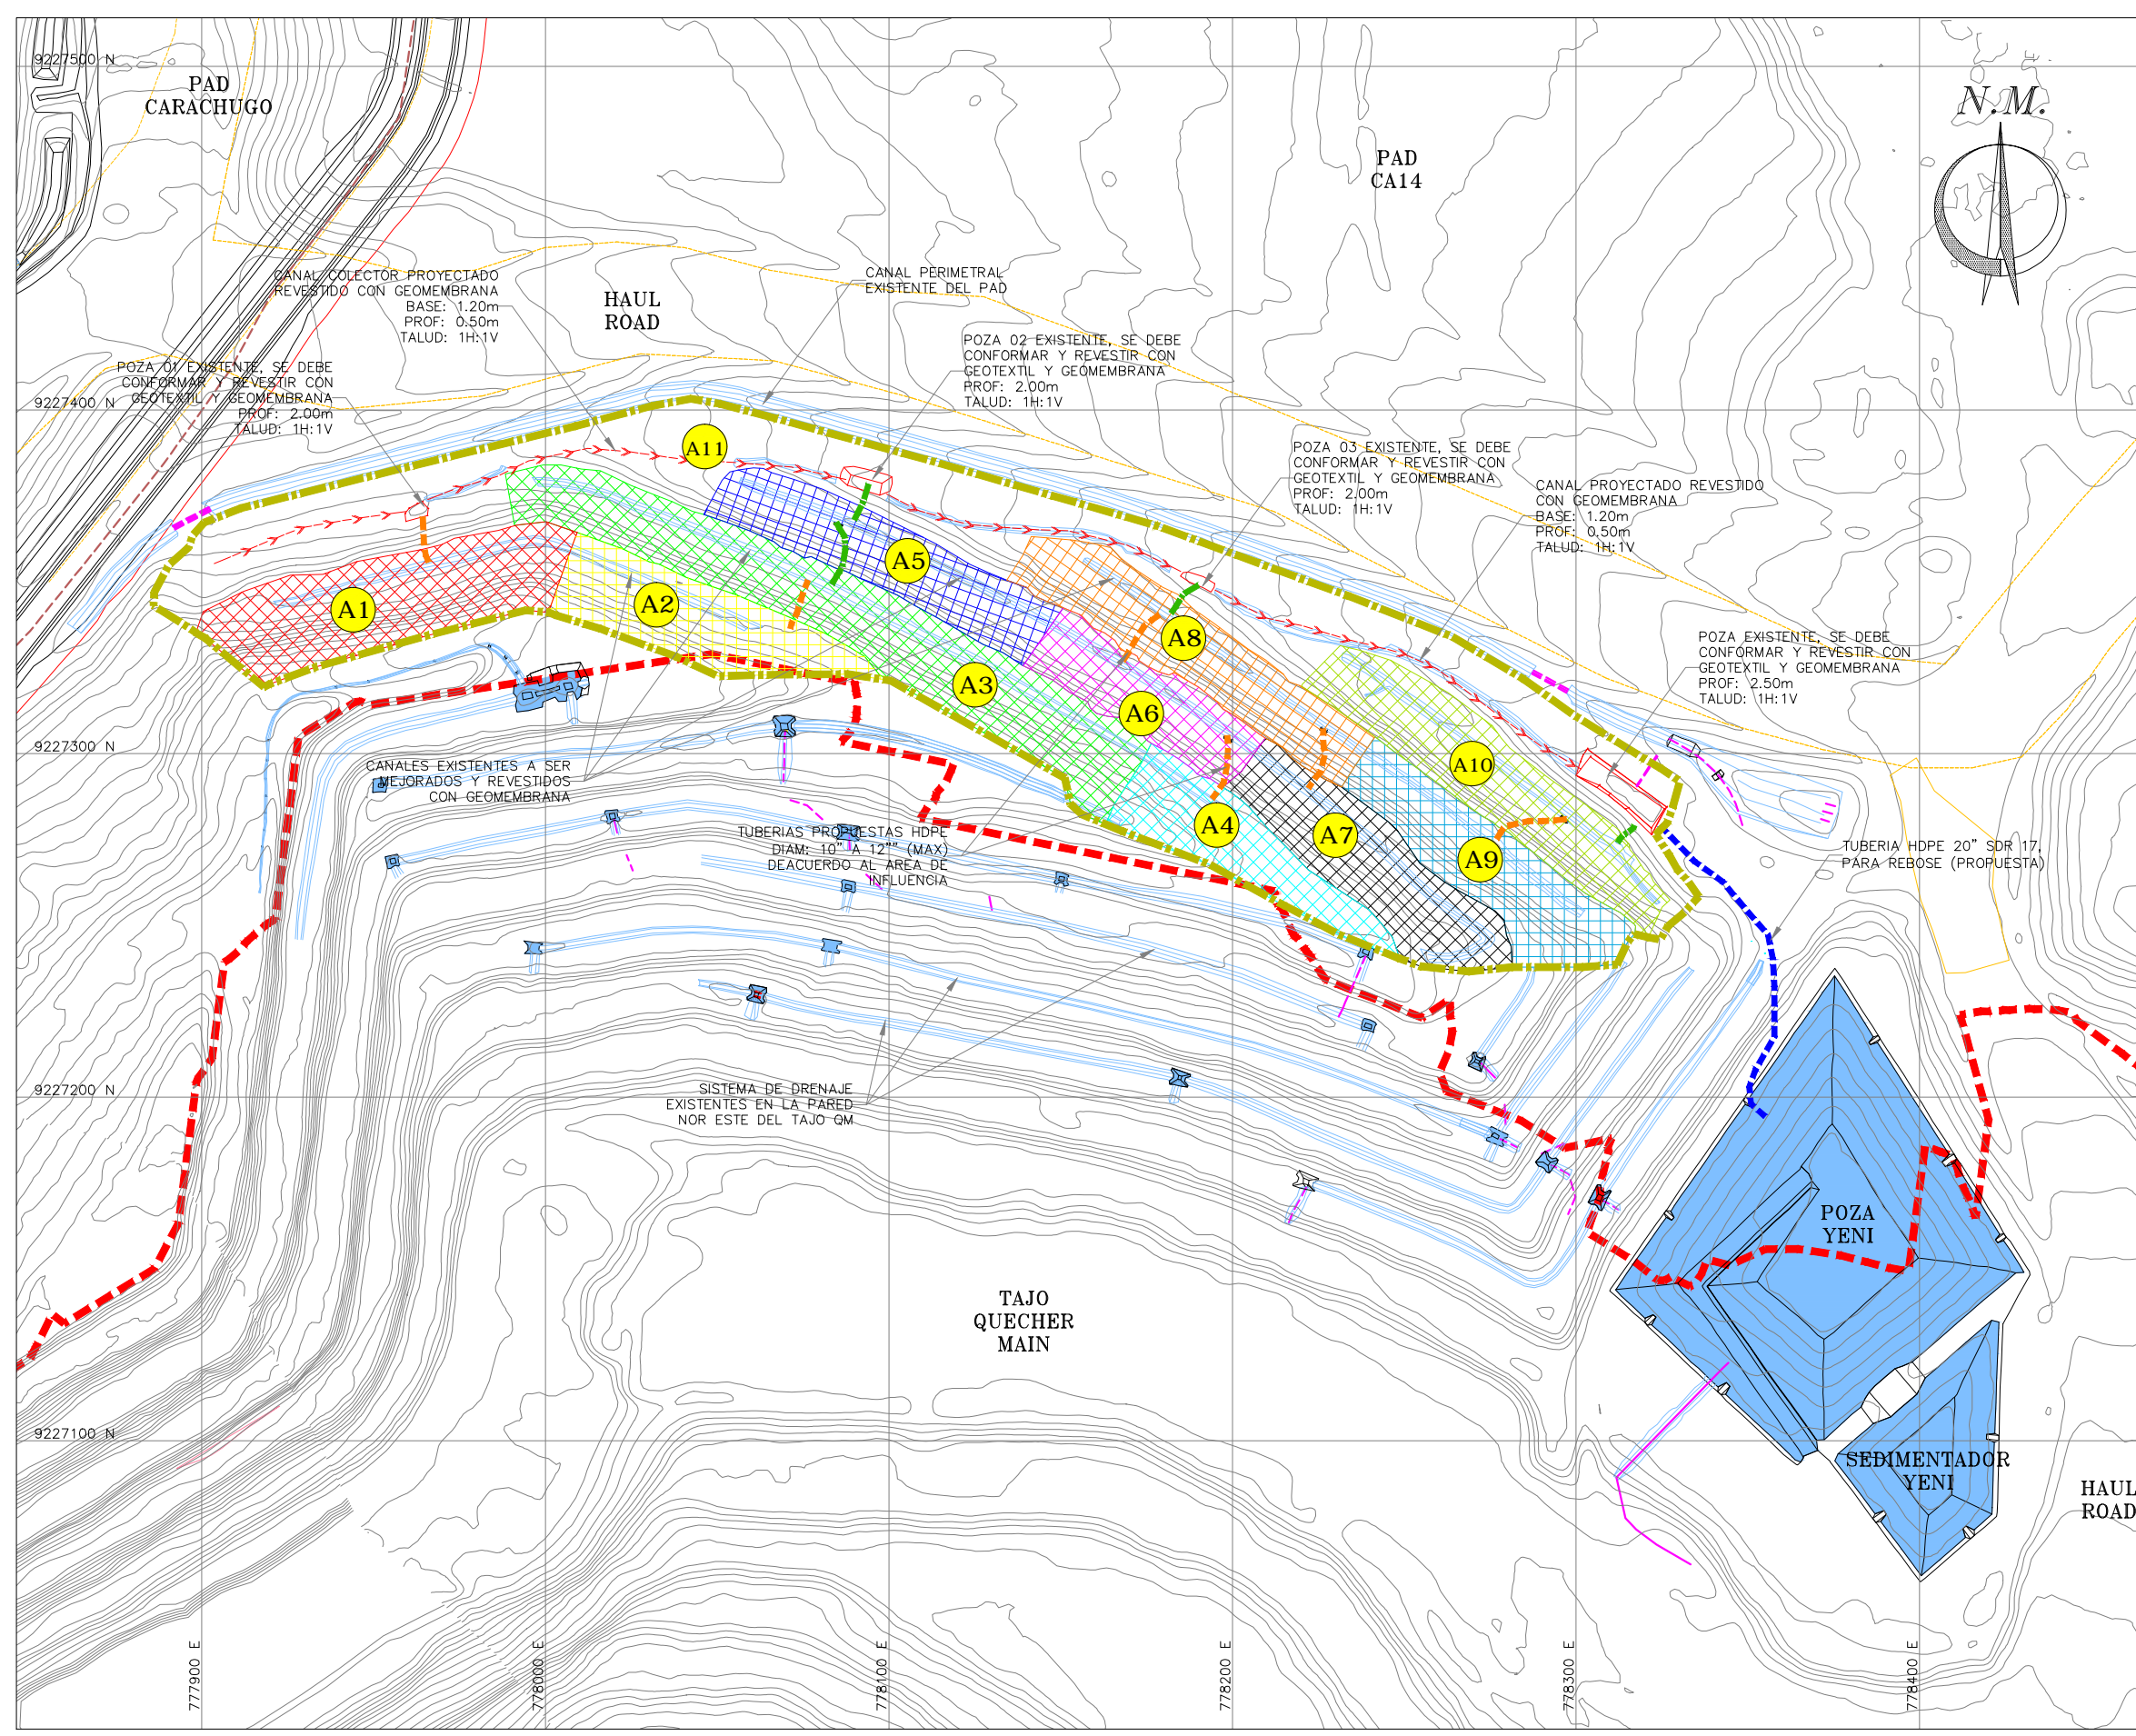 9227500 N
PAD
CARACHUGO
N.M.
PAD
CA14
CANAL COLECTOR PROYECTADO
REVESTIDO CON GEOMEMBRANA
BASE: 1.20m
PROF: 0.50m
TALUD: 1H:1V
HAUL
ROAD
CANAL PERIMETRAL
EXISTENTE DEL PAD
POZA 02 EXISTENTE, SE DEBE
CONFORMAR Y REVESTIR CON
GEOTEXTIL Y GEOMEMBRANA
PROF: 2.00m
TALUD: 1H:1V
POZA 01 EXISTENTE, SE DEBE
CONFORMAR Y REVESTIR CON
GEOTEXTIL Y GEOMEMBRANA
PROF: 2.00m
TALUD: 1H:1V
9227400 N
A11
POZA 03 EXISTENTE, SE DEBE
CONFORMAR Y REVESTIR CON
GEOTEXTIL Y GEOMEMBRANA
PROF: 2.00m
TALUD: 1H:1V
CANAL PROYECTADO REVESTIDO
CON GEOMEMBRANA
BASE: 1.20m
PROF: 0.50m
TALUD: 1H:1V
A5
A1
A2
A8
POZA EXISTENTE, SE DEBE
CONFORMAR Y REVESTIR CON
GEOTEXTIL Y GEOMEMBRANA
PROF: 2.50m
TALUD: 1H:1V
A3
A6
9227300 N
A10
CANALES EXISTENTES A SER
MEJORADOS Y REVESTIDOS
CON GEOMEMBRANA
A4
A7
A9
TUBERIAS PROPUESTAS HDPE
DIAM: 10" A 12"" (MAX)
DEACUERDO AL AREA DE
INFLUENCIA
TUBERIA HDPE 20" SDR 17,
PARA REBOSE (PROPUESTA)
9227200 N
SISTEMA DE DRENAJE
EXISTENTES EN LA PARED
NOR ESTE DEL TAJO QM
POZA
YENI
TAJO
QUECHER
MAIN
9227100 N
SEDIMENTADOR
YENI
HAUL
ROAD
777900 E
778000 E
778100 E
778200 E
778300 E
778400 E